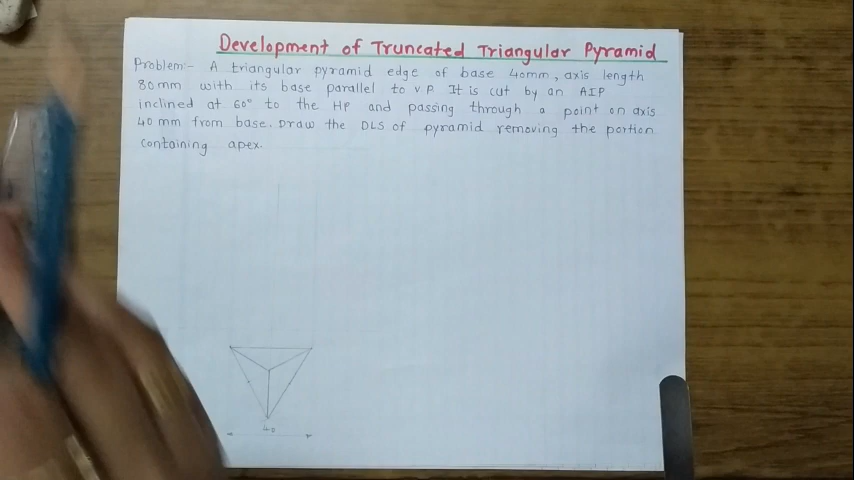 Development of Truncated Triangular Pyramid
Problem:- A triangular pyramid edge of base 40mm, axis length
80mm with its base parallel to V.P. It is cut by an AIP
inclined at 60° to the HP and passing through a point on axis
40 mm from base. Draw the DLS of pyramid removing the portion
containing apex.
40